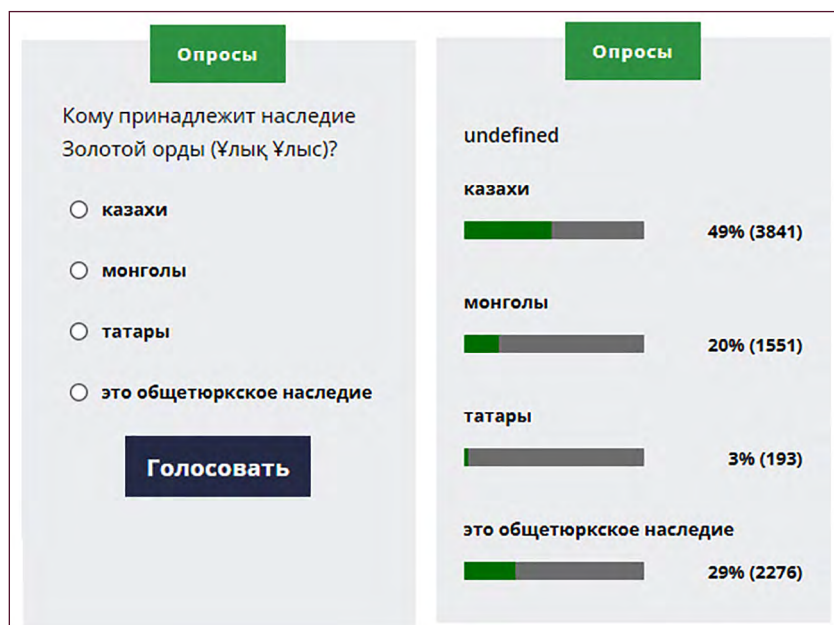 Опросы
Кому принадлежит наследие
Золотой орды (Ұлық Ұлыс)?
казахи
монголы
татары
это общетюркское наследие
Голосовать
Опросы
undefined
казахи
49% (3841)
монголы
20% (1551)
татары
3% (193)
это общетюркское наследие
29% (2276)